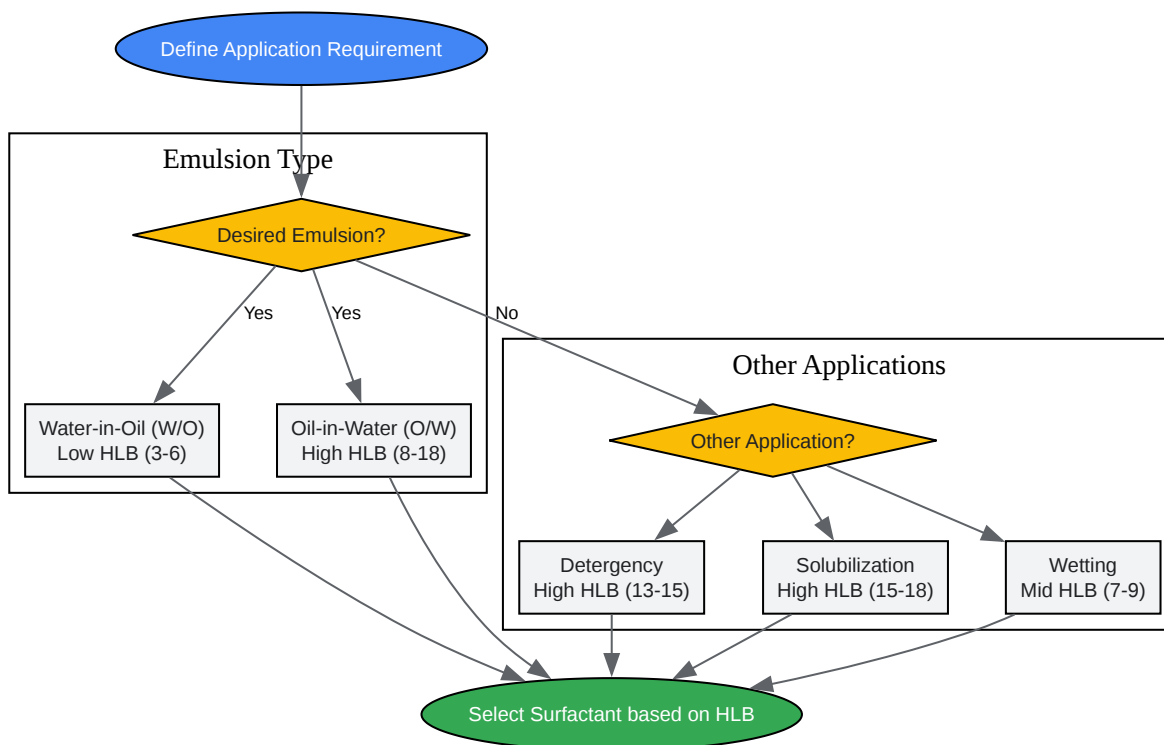 Define Application Requirement
Emulsion Type
Desired Emulsion?
Yes
Yes
No
Water-in-Oil (W/O)
Low HLB (3-6)
Oil-in-Water (O/W)
High HLB (8-18)
Other Applications
Other Application?
Detergency
High HLB (13-15)
Solubilization
High HLB (15-18)
Wetting
Mid HLB (7-9)
Select Surfactant based on HLB